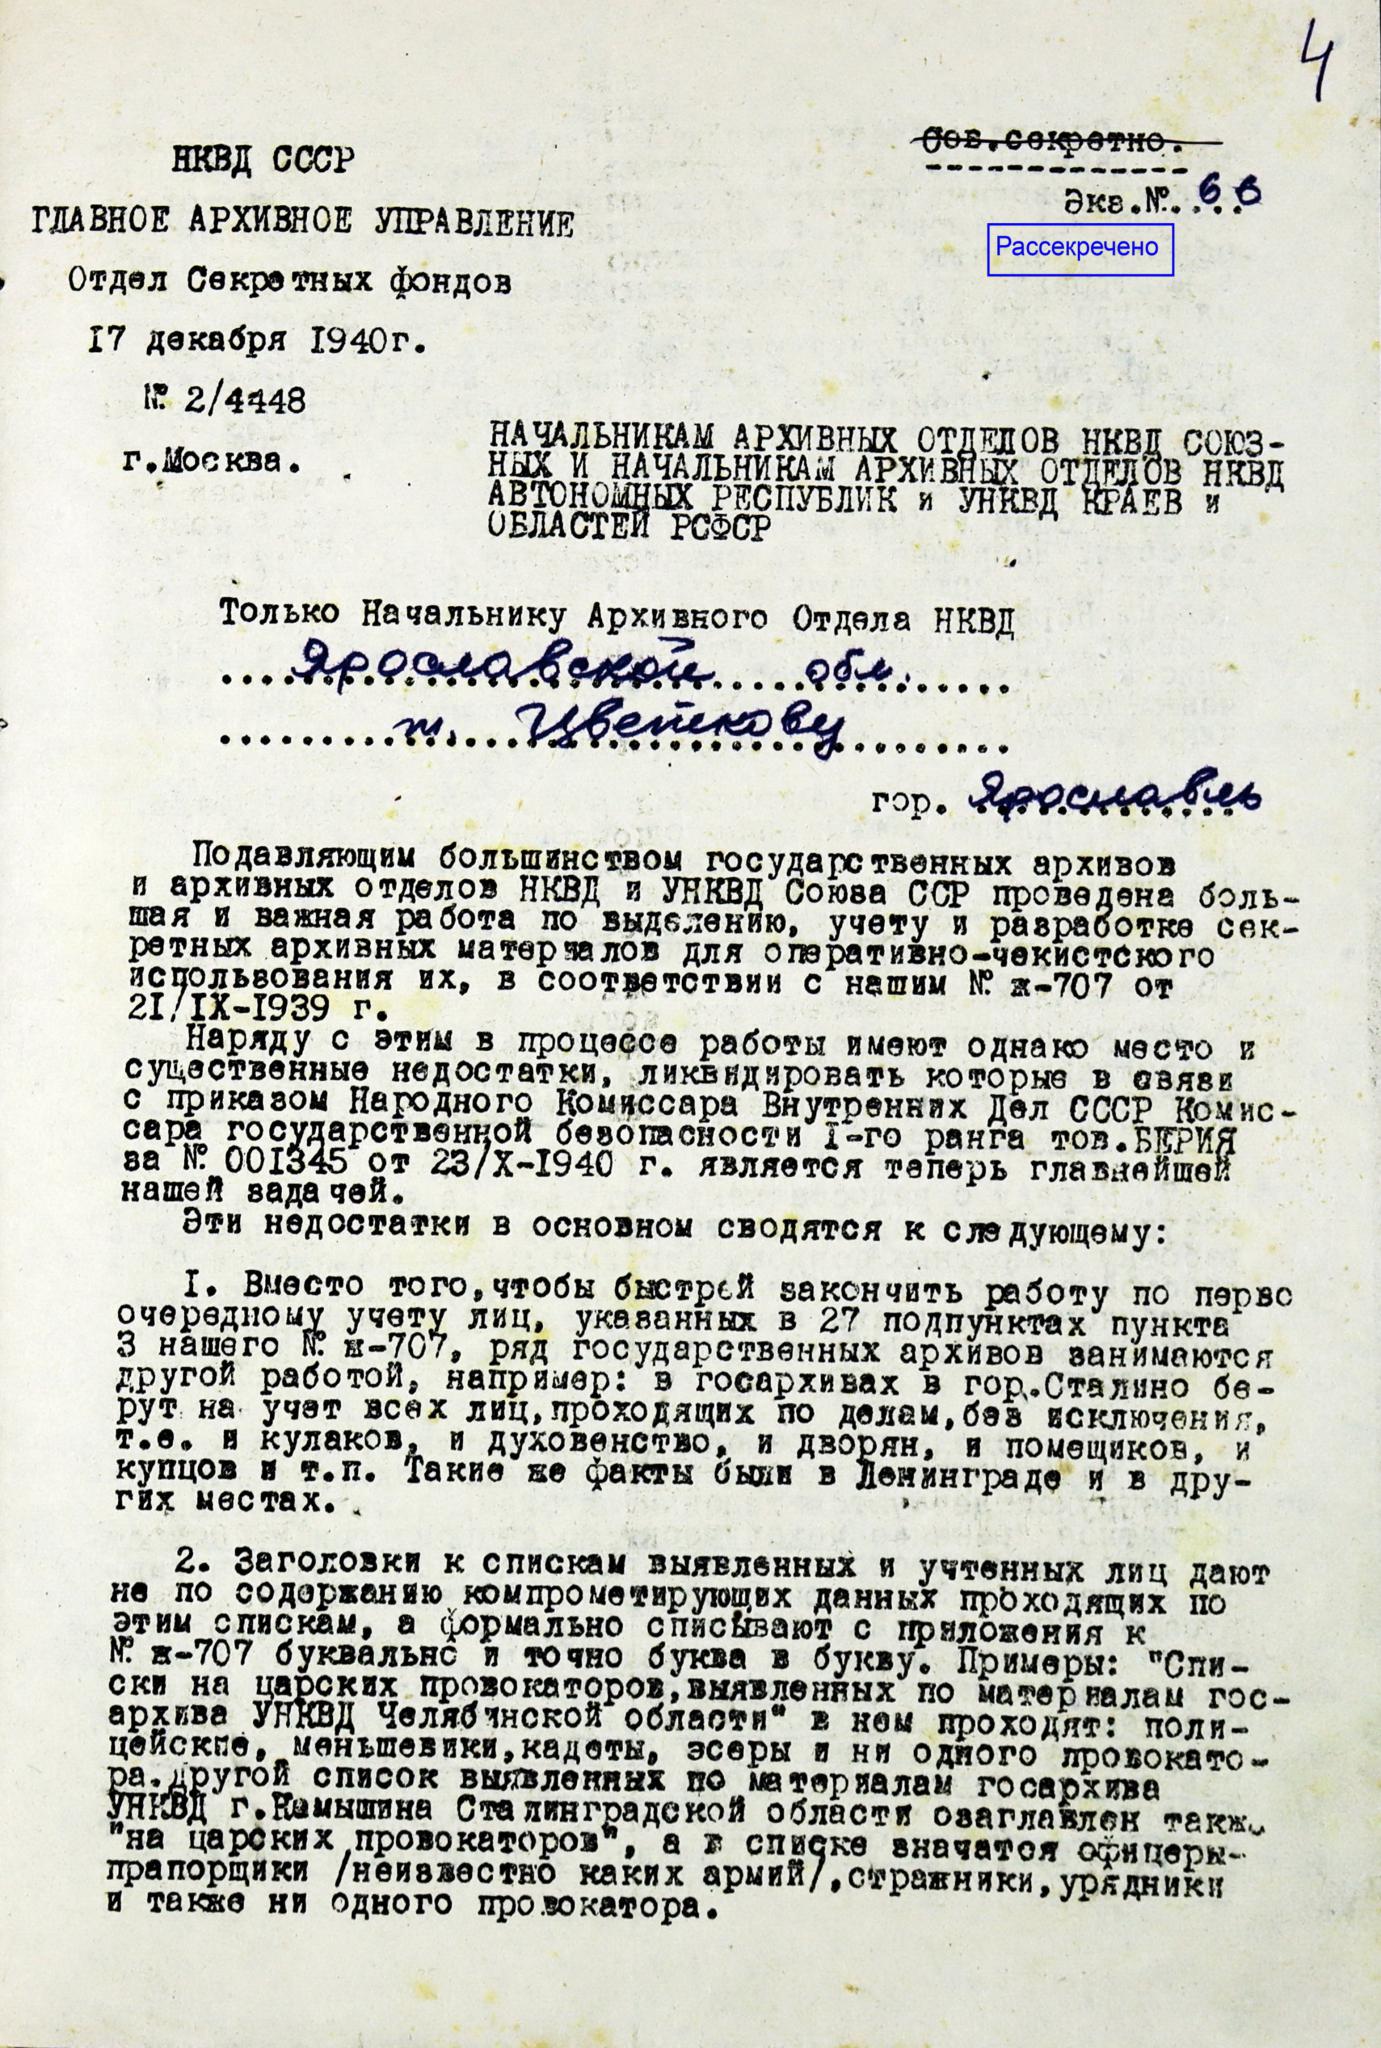 4
Сов.секретно.
НКВД СССР
Экз.№....66
ГЛАВНОЕ АРХИВНОЕ УПРАВЛЕНИЕ
Рассекречено
Отдел Секретных фондов
17 декабря 1940г.
№ 2/4448
г.Москва.
НАЧАЛЬНИКАМ АРХИВНЫХ ОТДЕЛОВ НКВД СОЮЗ-
НЫХ И НАЧАЛЬНИКАМ АРХИВНЫХ ОТДЕЛОВ НКВД
АВТОНОМНЫХ РЕСПУБЛИК и УНКВД КРАЕВ и
ОБЛАСТЕЙ РСФСР
Только Начальнику Архивного Отдела НКВД
Ярославской обл.
т. Цветкову
гор. Ярославль
Подавляющим большинством государственных архивов
и архивных отделов НКВД и УНКВД Союза ССР проведена боль-
шая и важная работа по выделению, учету и разработке сек-
ретных архивных материалов для оперативно-чекистского
использования их, в соответствии с нашим № ж-707 от
21/IX-1939 г.
Наряду с этим в процессе работы имеют однако место и
существенные недостатки, ликвидировать которые в связи
с приказом Народного Комиссара Внутренних Дел СССР Комис-
сара государственной безопасности I-го ранга тов.БЕРИЯ
за № 001345 от 23/X-1940 г. является теперь главнейшей
нашей задачей.
Эти недостатки в основном сводятся к следующему:
1. Вместо того,чтобы быстрей закончить работу по перво
очередному учету лиц, указанных в 27 подпунктах пункта
3 нашего № ж-707, ряд государственных архивов занимаются
другой работой, например: в госархивах в гор.Сталино бе-
рут на учет всех лиц,проходящих по делам,без исключения,
т.е. и кулаков, и духовенство, и дворян, и помещиков, и
купцов и т.п. Такие же факты были в Ленинграде и в дру-
гих местах.
2. Заголовки к спискам выявленных и учтенных лиц дают
не по содержанию компрометирующих данных проходящих по
этим спискам, а формально списывают с приложения к
№ ж-707 буквально и точно буква в букву. Примеры: "Спи-
ски на царских провокаторов,выявленных по материалам гос-
архива УНКВД Челябинской области" в нем проходят: поли-
цейские, меньшевики,кадеты, эсеры и ни одного провокато-
ра.другой список выявленных по материалам госархива
УНКВД г.Камышина Сталинградской области озаглавлен также
"на царских провокаторов", а в списке значатся офицеры-
прапорщики /неизвестно каких армий/,стражники,урядники
и также ни одного провокатора.